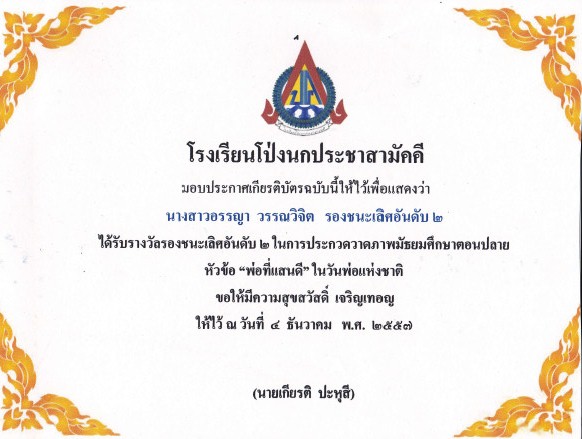 โรงเรียนโป่งนกประชาสามัคคี
มอบประกาศเกียรติบัตรฉบับนี้ให้ไว้เพื่อแสดงว่า
นางสาวอรรญา วรรณวิจิต รองชนะเลิศอันดับ ๒
ได้รับรางวัลรองชนะเลิศอันดับ ๒ ในการประกวดวาดภาพมัธยมศึกษาตอนปลาย
หัวข้อ “พ่อที่แสนดี” ในวันพ่อแห่งชาติ
ขอให้มีความสุขสวัสดิ์ เจริญเทอญ
ให้ไว้ ณ วันที่ ๔ ธันวาคม พ.ศ. ๒๕๕๗
(นายเกียรติ ปะหุสี)